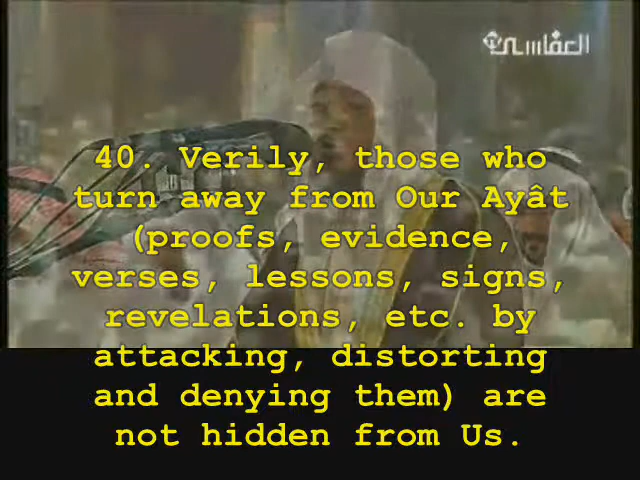 العفاسي
40. Verily, those who
turn away from Our Ayât
(proofs, evidence,
verses, lessons, signs,
revelations, etc. by
attacking, distorting
and denying them) are
not hidden from Us.